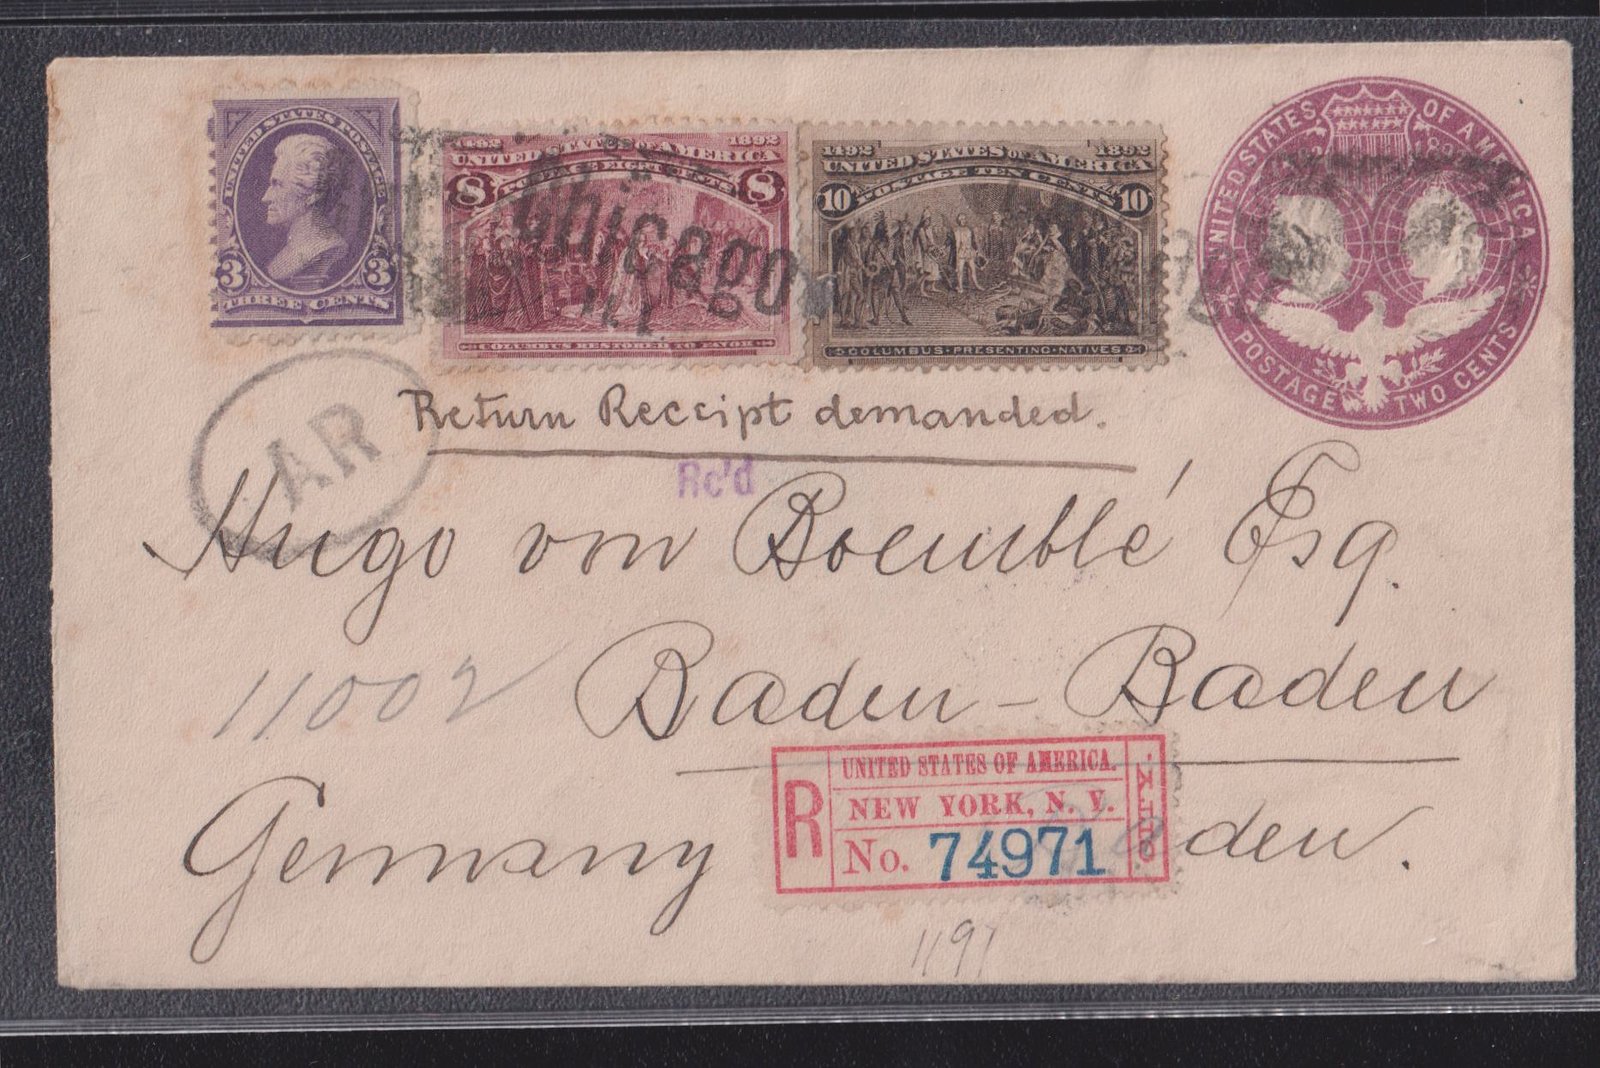 UNITED STATES POSTAGE
3 3
THREE CENTS
1492 1892
UNITED STATES OF AMERICA
POSTAGE EIGHT CENTS
8 8
COLUMBUS RESTORED TO FAVOR
1492 1892
UNITED STATES OF AMERICA
POSTAGE TEN CENTS
10 10
COLUMBUS PRESENTING NATIVES
UNITED STATES OF AMERICA
POSTAGE TWO CENTS
Chicago
ILL
AR
Return Receipt demanded.
Rc'd
Hugo von Boemblé Esq.
11002
Baden - Baden
Germany
R
UNITED STATES OF AMERICA.
NEW YORK, N. Y.
No. 74971
den.
1197